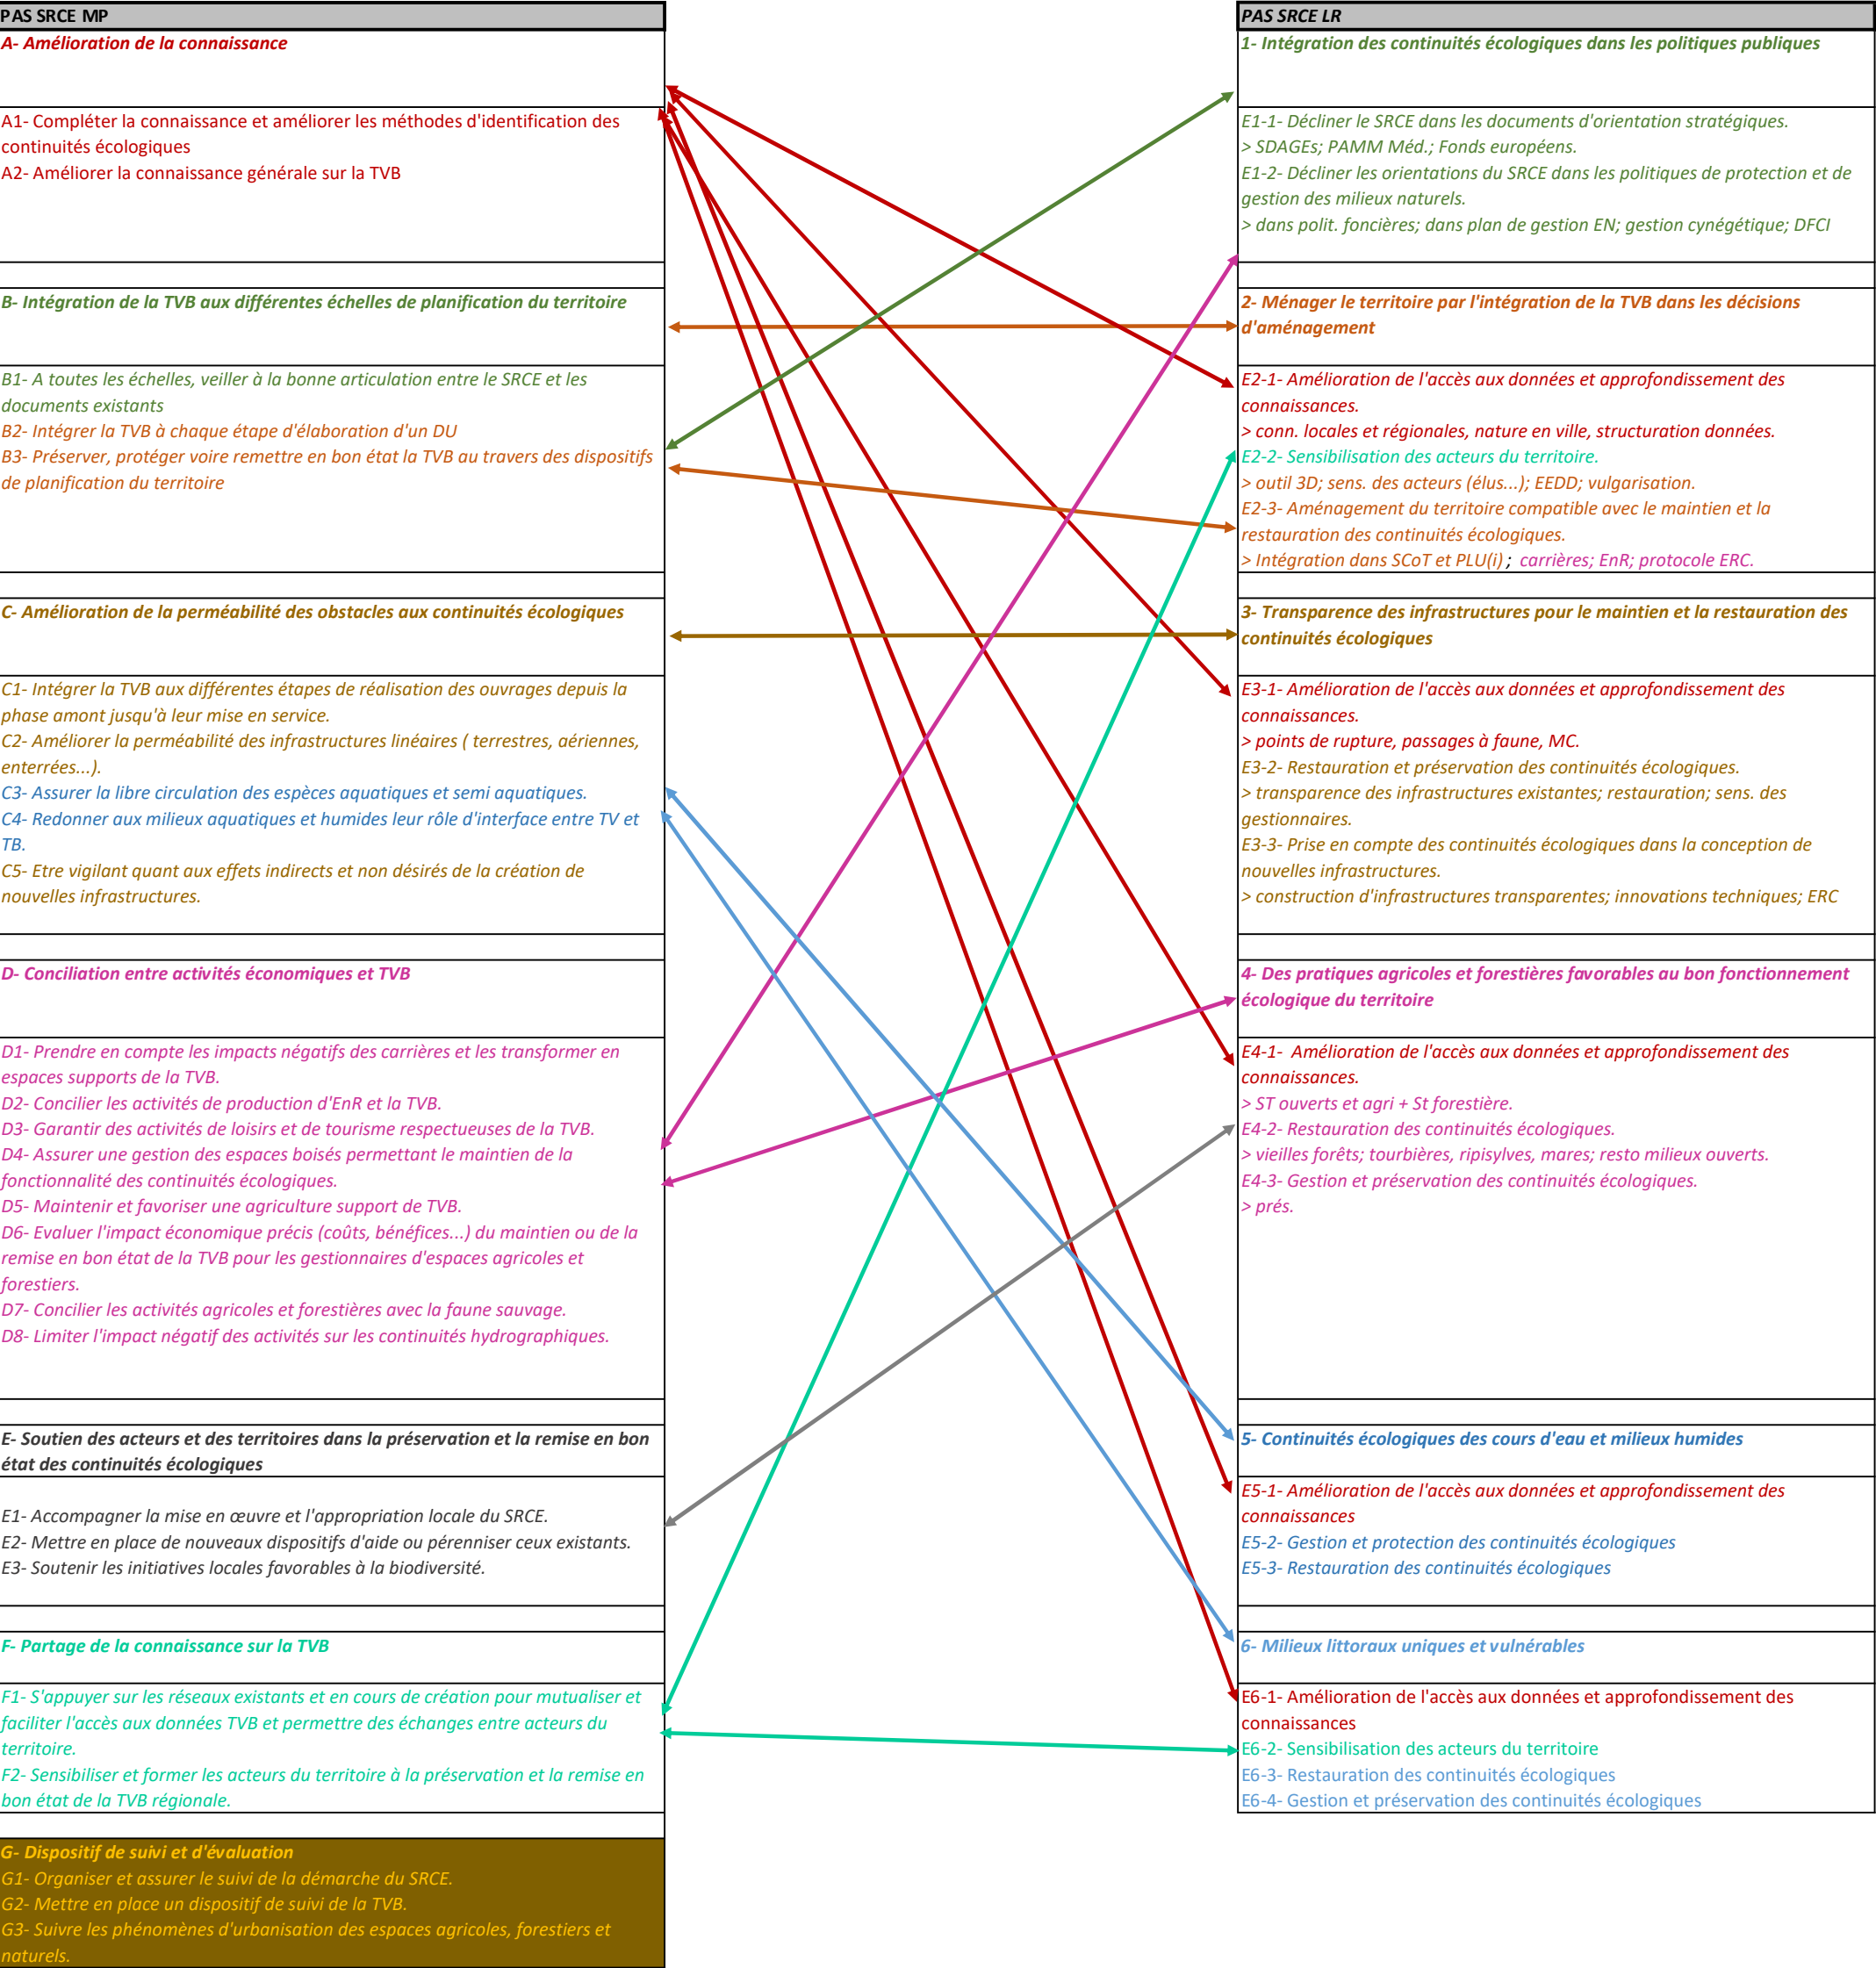 PAS SRCE MP
A- Amélioration de la connaissance
A1- Compléter la connaissance et améliorer les méthodes d'identification des
continuités écologiques
A2- Améliorer la connaissance générale sur la TVB
B- Intégration de la TVB aux différentes échelles de planification du territoire
B1- A toutes les échelles, veiller à la bonne articulation entre le SRCE et les
documents existants
B2- Intégrer la TVB à chaque étape d'élaboration d'un DU
B3- Préserver, protéger voire remettre en bon état la TVB au travers des dispositifs
de planification du territoire
C- Amélioration de la perméabilité des obstacles aux continuités écologiques
C1- Intégrer la TVB aux différentes étapes de réalisation des ouvrages depuis la
phase amont jusqu'à leur mise en service.
C2- Améliorer la perméabilité des infrastructures linéaires ( terrestres, aériennes,
enterrées...).
C3- Assurer la libre circulation des espèces aquatiques et semi aquatiques.
C4- Redonner aux milieux aquatiques et humides leur rôle d'interface entre TV et
TB.
C5- Etre vigilant quant aux effets indirects et non désirés de la création de
nouvelles infrastructures.
D- Conciliation entre activités économiques et TVB
D1- Prendre en compte les impacts négatifs des carrières et les transformer en
espaces supports de la TVB.
D2- Concilier les activités de production d'EnR et la TVB.
D3- Garantir des activités de loisirs et de tourisme respectueuses de la TVB.
D4- Assurer une gestion des espaces boisés permettant le maintien de la
fonctionnalité des continuités écologiques.
D5- Maintenir et favoriser une agriculture support de TVB.
D6- Evaluer l'impact économique précis (coûts, bénéfices...) du maintien ou de la
remise en bon état de la TVB pour les gestionnaires d'espaces agricoles et
forestiers.
D7- Concilier les activités agricoles et forestières avec la faune sauvage.
D8- Limiter l'impact négatif des activités sur les continuités hydrographiques.
E- Soutien des acteurs et des territoires dans la préservation et la remise en bon
état des continuités écologiques
E1- Accompagner la mise en œuvre et l'appropriation locale du SRCE.
E2- Mettre en place de nouveaux dispositifs d'aide ou pérenniser ceux existants.
E3- Soutenir les initiatives locales favorables à la biodiversité.
F- Partage de la connaissance sur la TVB
F1- S'appuyer sur les réseaux existants et en cours de création pour mutualiser et
faciliter l'accès aux données TVB et permettre des échanges entre acteurs du
territoire.
F2- Sensibiliser et former les acteurs du territoire à la préservation et la remise en
bon état de la TVB régionale.
G- Dispositif de suivi et d'évaluation
G1- Organiser et assurer le suivi de la démarche du SRCE.
G2- Mettre en place un dispositif de suivi de la TVB.
G3- Suivre les phénomènes d'urbanisation des espaces agricoles, forestiers et
naturels.
PAS SRCE LR
1- Intégration des continuités écologiques dans les politiques publiques
E1-1- Décliner le SRCE dans les documents d'orientation stratégiques.
> SDAGEs; PAMM Méd.; Fonds européens.
E1-2- Décliner les orientations du SRCE dans les politiques de protection et de
gestion des milieux naturels.
> dans polit. foncières; dans plan de gestion EN; gestion cynégétique; DFCI
2- Ménager le territoire par l'intégration de la TVB dans les décisions
d'aménagement
E2-1- Amélioration de l'accès aux données et approfondissement des
connaissances.
> conn. locales et régionales, nature en ville, structuration données.
E2-2- Sensibilisation des acteurs du territoire.
> outil 3D; sens. des acteurs (élus...); EEDD; vulgarisation.
E2-3- Aménagement du territoire compatible avec le maintien et la
restauration des continuités écologiques.
> Intégration dans SCoT et PLU(i) ; carrières; EnR; protocole ERC.
3- Transparence des infrastructures pour le maintien et la restauration des
continuités écologiques
E3-1- Amélioration de l'accès aux données et approfondissement des
connaissances.
> points de rupture, passages à faune, MC.
E3-2- Restauration et préservation des continuités écologiques.
> transparence des infrastructures existantes; restauration; sens. des
gestionnaires.
E3-3- Prise en compte des continuités écologiques dans la conception de
nouvelles infrastructures.
> construction d'infrastructures transparentes; innovations techniques; ERC
4- Des pratiques agricoles et forestières favorables au bon fonctionnement
écologique du territoire
E4-1- Amélioration de l'accès aux données et approfondissement des
connaissances.
> ST ouverts et agri + St forestière.
E4-2- Restauration des continuités écologiques.
> vieilles forêts; tourbières, ripisylves, mares; resto milieux ouverts.
E4-3- Gestion et préservation des continuités écologiques.
> prés.
5- Continuités écologiques des cours d'eau et milieux humides
E5-1- Amélioration de l'accès aux données et approfondissement des
connaissances
E5-2- Gestion et protection des continuités écologiques
E5-3- Restauration des continuités écologiques
6- Milieux littoraux uniques et vulnérables
E6-1- Amélioration de l'accès aux données et approfondissement des
connaissances
E6-2- Sensibilisation des acteurs du territoire
E6-3- Restauration des continuités écologiques
E6-4- Gestion et préservation des continuités écologiques